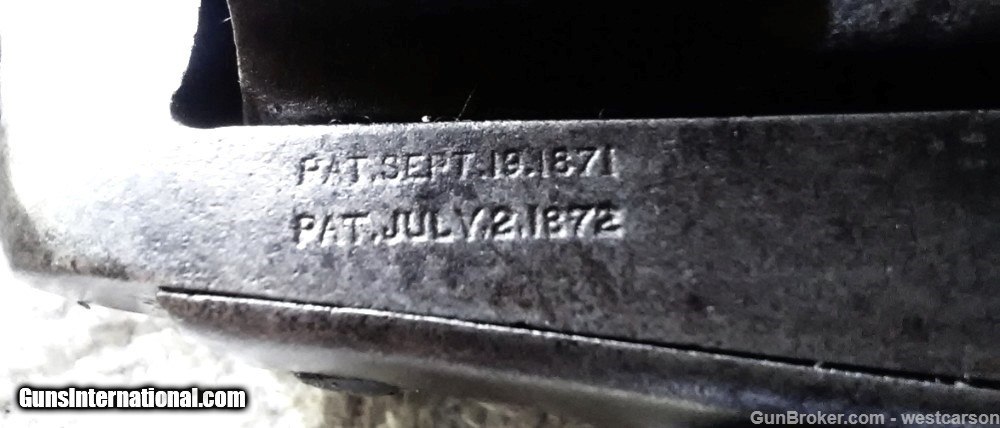 PAT.SEPT.19.1871
PAT.JULY.2.1872
GunsInternational.com
GunBroker.com - westcarson